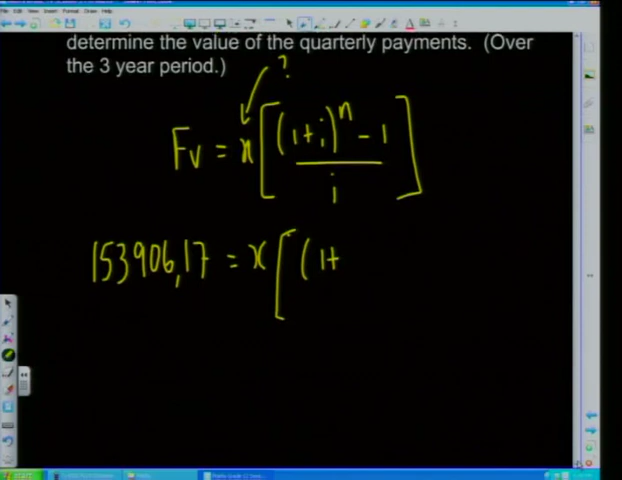 determine the value of the quarterly payments. (Over
the 3 year period.)
?
Fv = x [ (1+i)^n - 1 / i ]
153906,17 = x [ ( 1+